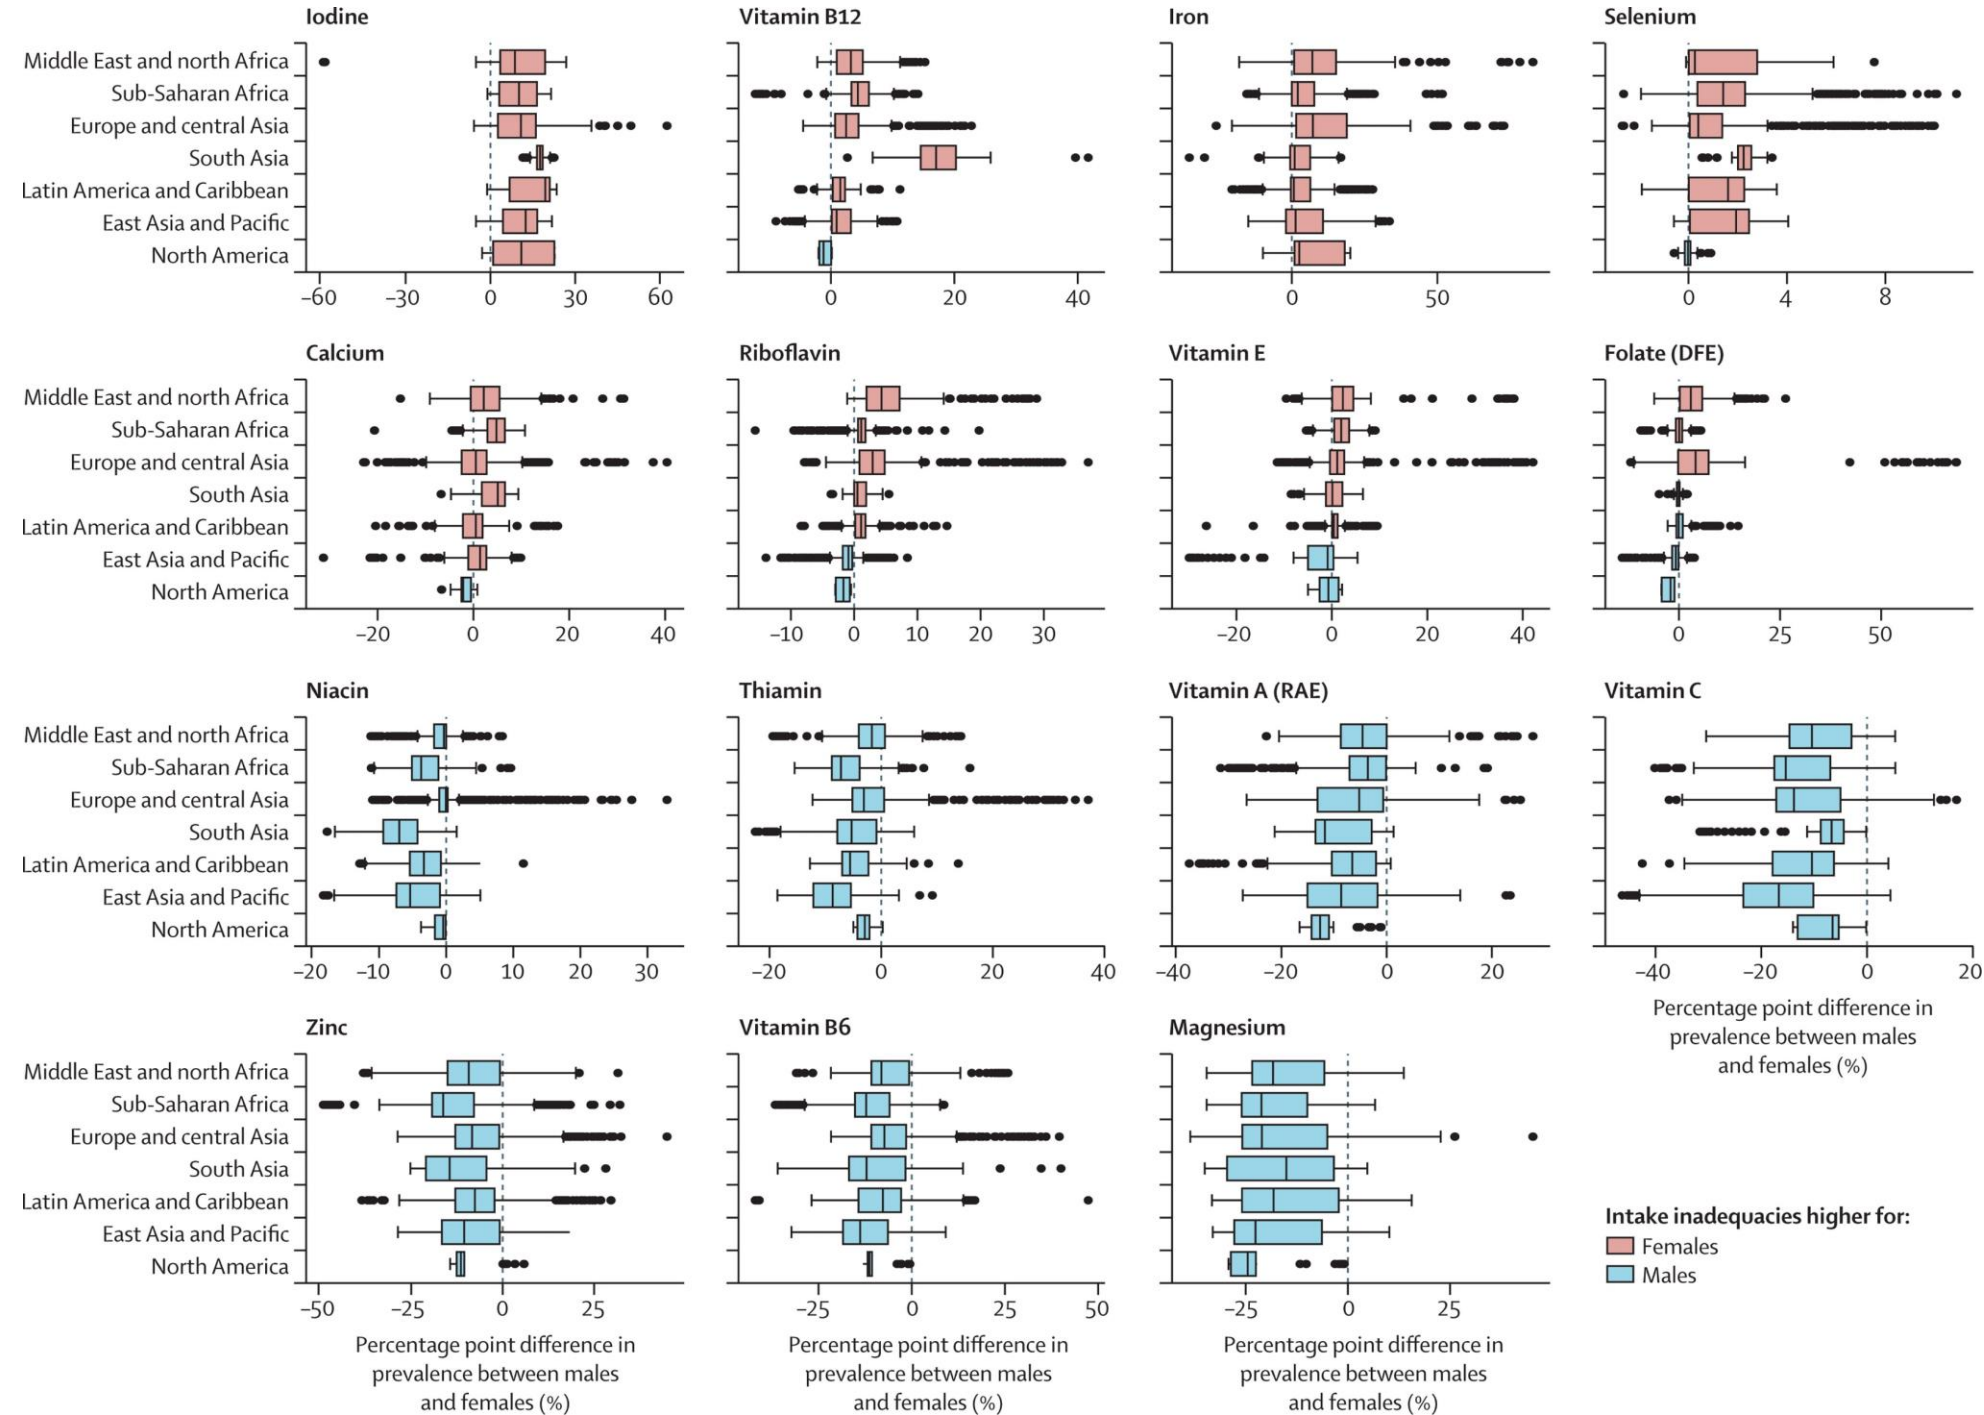 Iodine
Vitamin B12
Iron
Selenium
Middle East and north Africa
Sub-Saharan Africa
Europe and central Asia
South Asia
Latin America and Caribbean
East Asia and Pacific
North America
–60 –30 0 30 60
0 20 40
0 50
0 4 8
Calcium
Riboflavin
Vitamin E
Folate (DFE)
Middle East and north Africa
Sub-Saharan Africa
Europe and central Asia
South Asia
Latin America and Caribbean
East Asia and Pacific
North America
–20 0 20 40
–10 0 10 20 30
–20 0 20 40
0 25 50
Niacin
Thiamin
Vitamin A (RAE)
Vitamin C
Middle East and north Africa
Sub-Saharan Africa
Europe and central Asia
South Asia
Latin America and Caribbean
East Asia and Pacific
North America
–20 –10 0 10 20 30
–20 0 20 40
–40 –20 0 20
–40 –20 0 20
Percentage point difference in
prevalence between males
and females (%)
Zinc
Vitamin B6
Magnesium
Middle East and north Africa
Sub-Saharan Africa
Europe and central Asia
South Asia
Latin America and Caribbean
East Asia and Pacific
North America
–50 –25 0 25
–25 0 25 50
–25 0 25
Percentage point difference in
prevalence between males
and females (%)
Percentage point difference in
prevalence between males
and females (%)
Percentage point difference in
prevalence between males
and females (%)
Intake inadequacies higher for:
Females
Males